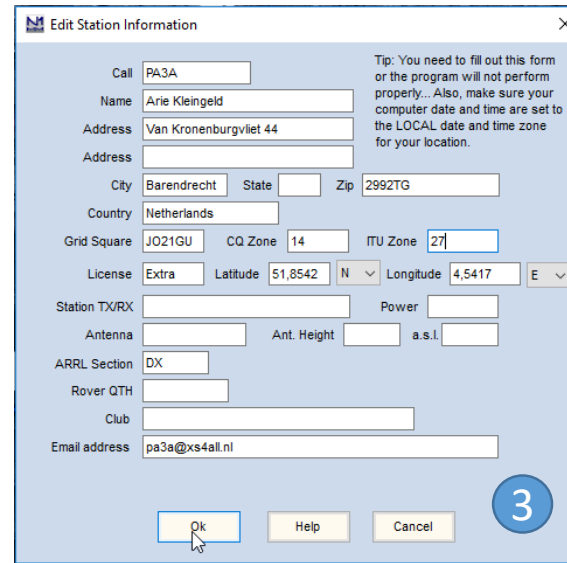 Edit Station Information
Tip: You need to fill out this form
or the program will not perform
properly... Also, make sure your
computer date and time are set to
the LOCAL date and time zone
for your location.
Call PA3A
Name Arie Kleingeld
Address Van Kronenburgvliet 44
Address
City Barendrecht State Zip 2992TG
Country Netherlands
Grid Square JO21GU CQ Zone 14 ITU Zone 27
License Extra Latitude 51,8542 N Longitude 4,5417 E
Station TX/RX Power
Antenna Ant. Height a.s.l.
ARRL Section DX
Rover QTH
Club
Email address pa3a@xs4all.nl
Ok Help Cancel
3